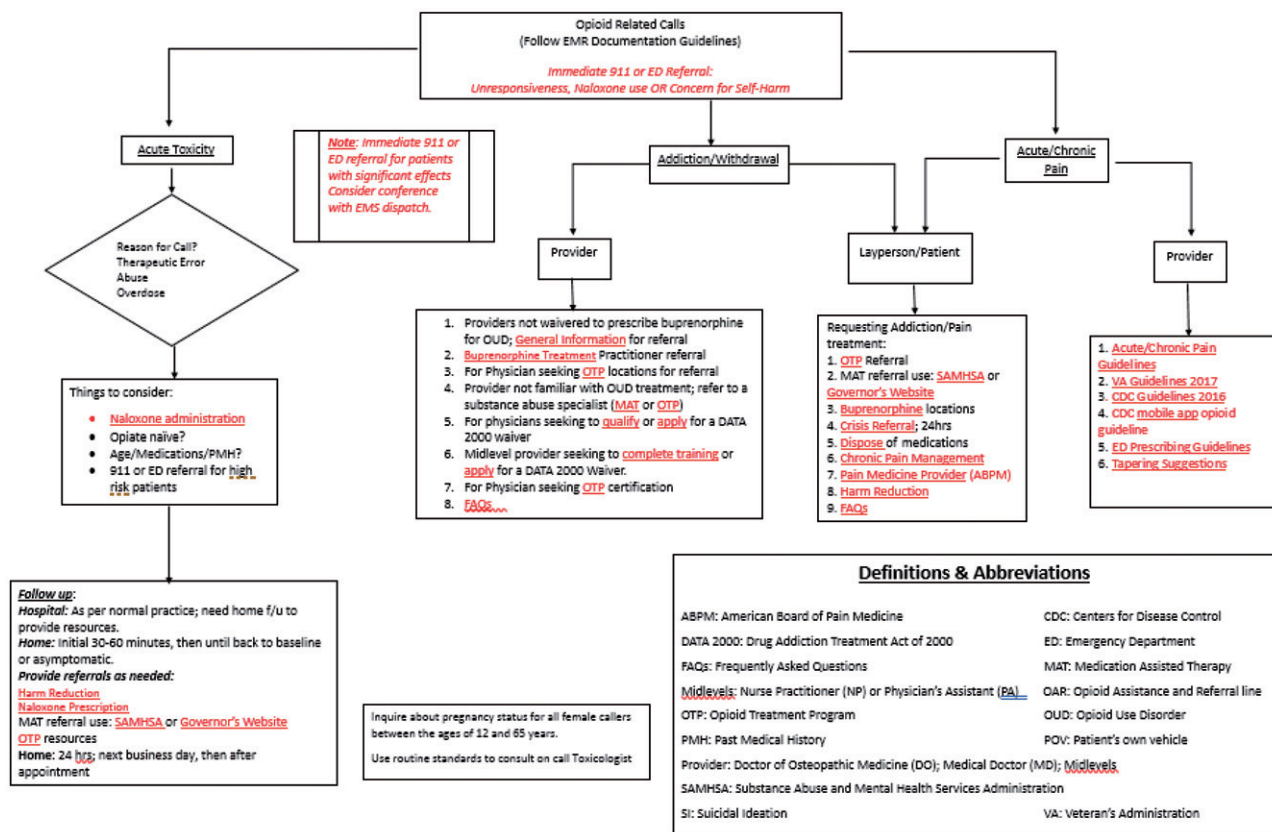 Opioid Related Calls
(Follow EMR Documentation Guidelines)
Immediate 911 or ED Referral:
Unresponsiveness, Naloxone use OR Concern for Self-Harm
Acute Toxicity
Note: Immediate 911 or
ED referral for patients
with significant effects
Consider conference
with EMS dispatch.
Addiction/Withdrawal
Acute/Chronic
Pain
Reason for Call?
Therapeutic Error
Abuse
Overdose
Provider
Layperson/Patient
Provider
Things to consider:
• Naloxone administration
• Opiate naïve?
• Age/Medications/PMH?
• 911 or ED referral for high
risk patients
1. Providers not waivered to prescribe buprenorphine
for OUD; General Information for referral
2. Buprenorphine Treatment Practitioner referral
3. For Physician seeking OTP locations for referral
4. Provider not familiar with OUD treatment; refer to a
substance abuse specialist (MAT or OTP)
5. For physicians seeking to qualify or apply for a DATA
2000 waiver
6. Midlevel provider seeking to complete training or
apply for a DATA 2000 Waiver.
7. For Physician seeking OTP certification
8. FAQs
Requesting Addiction/Pain
treatment:
1. OTP Referral
2. MAT referral use: SAMHSA or
Governor's Website
3. Buprenorphine locations
4. Crisis Referral; 24hrs
5. Dispose of medications
6. Chronic Pain Management
7. Pain Medicine Provider (ABPM)
8. Harm Reduction
9. FAQs
1. Acute/Chronic Pain
Guidelines
2. VA Guidelines 2017
3. CDC Guidelines 2016
4. CDC mobile app opioid
guideline
5. ED Prescribing Guidelines
6. Tapering Suggestions
Follow up:
Hospital: As per normal practice; need home f/u to
provide resources.
Home: Initial 30-60 minutes, then until back to baseline
or asymptomatic.
Provide referrals as needed:
Harm Reduction
Naloxone Prescription
MAT referral use: SAMHSA or Governor's Website
OTP resources
Home: 24 hrs; next business day, then after
appointment
Inquire about pregnancy status for all female callers
between the ages of 12 and 65 years.
Use routine standards to consult on call Toxicologist
Definitions & Abbreviations
ABPM: American Board of Pain Medicine
CDC: Centers for Disease Control
DATA 2000: Drug Addiction Treatment Act of 2000
ED: Emergency Department
FAQs: Frequently Asked Questions
MAT: Medication Assisted Therapy
Midlevels: Nurse Practitioner (NP) or Physician's Assistant (PA)
OAR: Opioid Assistance and Referral line
OTP: Opioid Treatment Program
OUD: Opioid Use Disorder
PMH: Past Medical History
POV: Patient's own vehicle
Provider: Doctor of Osteopathic Medicine (DO); Medical Doctor (MD); Midlevels
SAMHSA: Substance Abuse and Mental Health Services Administration
SI: Suicidal Ideation
VA: Veteran's Administration